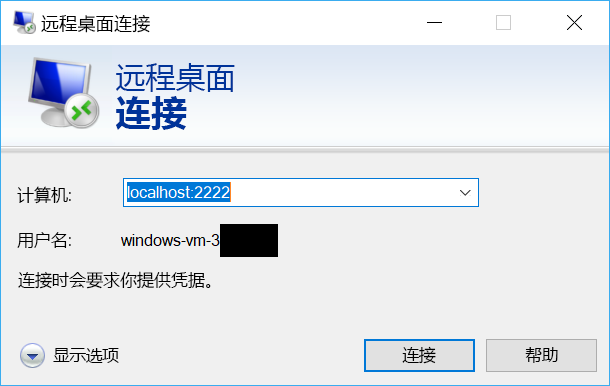 远程桌面连接
远程桌面
连接
计算机: localhost:2222
用户名: windows-vm-3
连接时会要求你提供凭据。
显示选项 连接 帮助